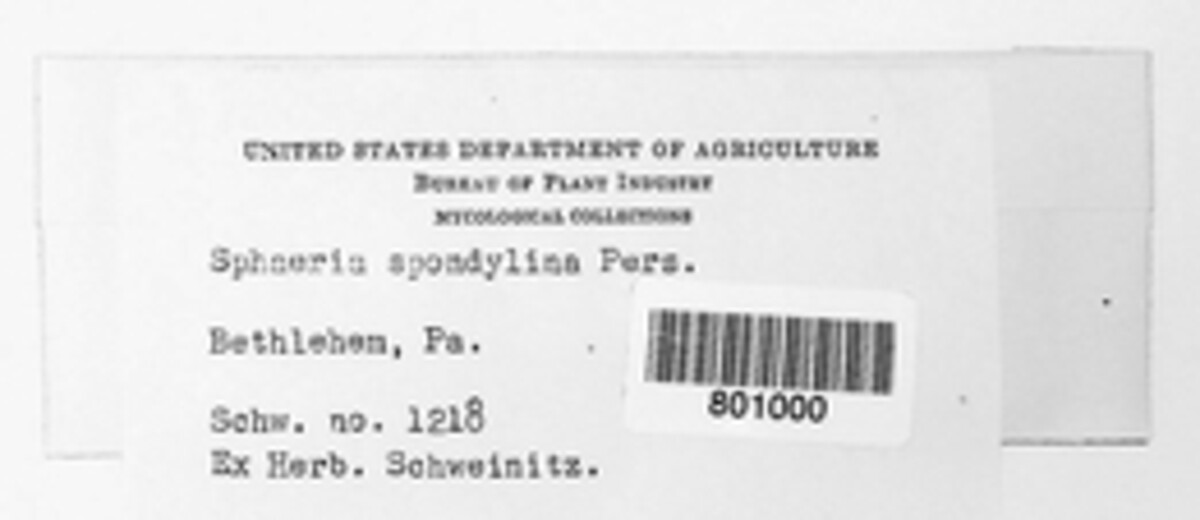 UNITED STATES DEPARTMENT OF AGRICULTURE
BUREAU OF PLANT INDUSTRY
MYCOLOGICAL COLLECTIONS
Sphaeria spondylina Pers.
Bethlehem, Pa.
801000
Schw. no. 1218
Ex Herb. Schweinitz.